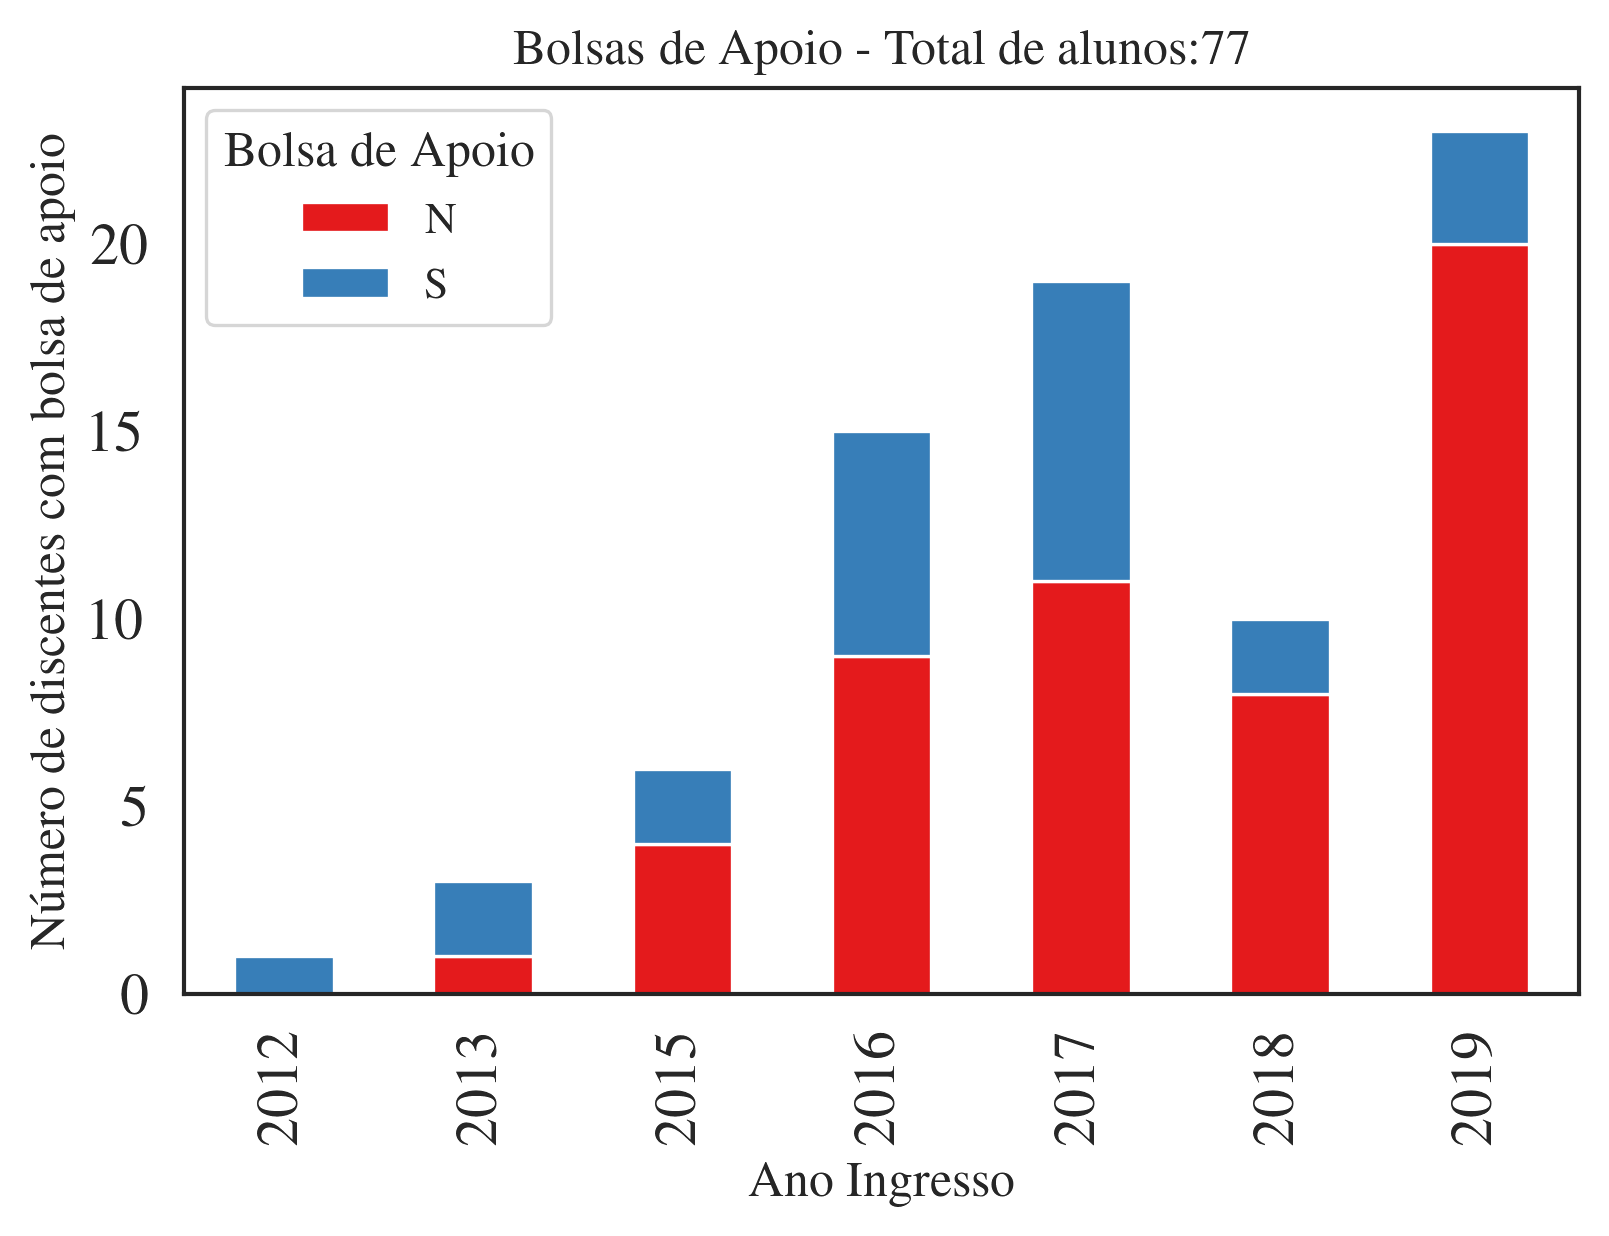 Bolsas de Apoio - Total de alunos:77
Bolsa de Apoio
N
S
Número de discentes com bolsa de apoio
20
15
10
5
0
2012
2013
2015
2016
2017
2018
2019
Ano Ingresso